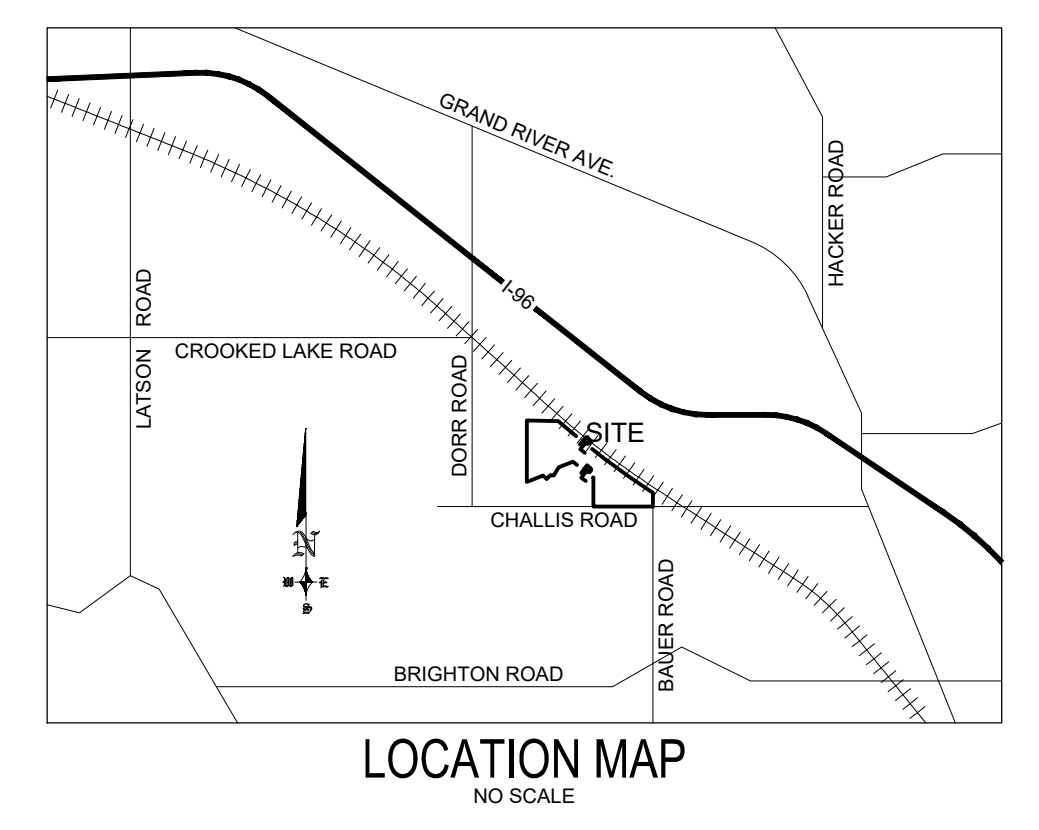 GRAND RIVER AVE.
HACKER ROAD
I-96
LATSON ROAD
CROOKED LAKE ROAD
DORR ROAD
SITE
CHALLIS ROAD
N
W E
S
BAUER ROAD
BRIGHTON ROAD
LOCATION MAP
NO SCALE